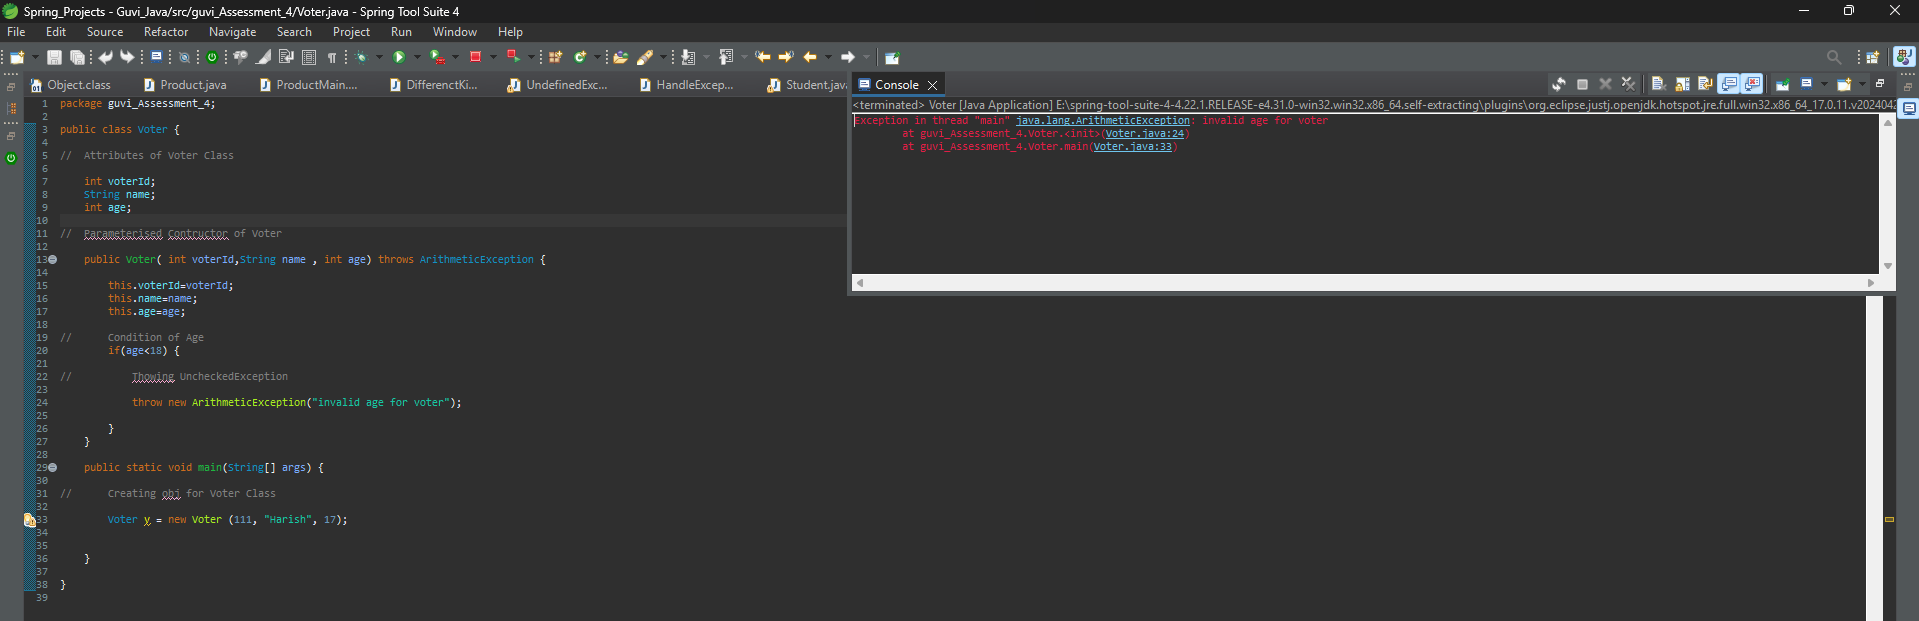 Spring_Projects - Guvi_Java/src/guvi_Assessment_4/Voter.java - Spring Tool Suite 4
File Edit Source Refactor Navigate Search Project Run Window Help
Object.class Product.java ProductMain.... DifferenctKi... UndefinedExc... HandleExcep... Student.java
1 package guvi_Assessment_4;
2
3 public class Voter {
4
5 // Attributes of Voter Class
6
7 int voterId;
8 String name;
9 int age;
10
11 // Parameterised Contructor of Voter
12
13 public Voter( int voterId,String name , int age) throws ArithmeticException {
14
15 this.voterId=voterId;
16 this.name=name;
17 this.age=age;
18
19 // Condition of Age
20 if(age<18) {
21
22 // Thowing UncheckedException
23
24 throw new ArithmeticException("invalid age for voter");
25
26 }
27 }
28
29 public static void main(String[] args) {
30
31 // Creating obj for Voter Class
32
33 Voter y = new Voter (111, "Harish", 17);
34
35
36 }
37
38 }
39
Console
<terminated> Voter [Java Application] E:\spring-tool-suite-4-4.22.1.RELEASE-e4.31.0-win32.win32.x86_64.self-extracting\plugins\org.eclipse.justj.openjdk.hotspot.jre.full.win32.x86_64_17.0.11.v2024042
Exception in thread "main" java.lang.ArithmeticException: invalid age for voter
at guvi_Assessment_4.Voter.<init>(Voter.java:24)
at guvi_Assessment_4.Voter.main(Voter.java:33)